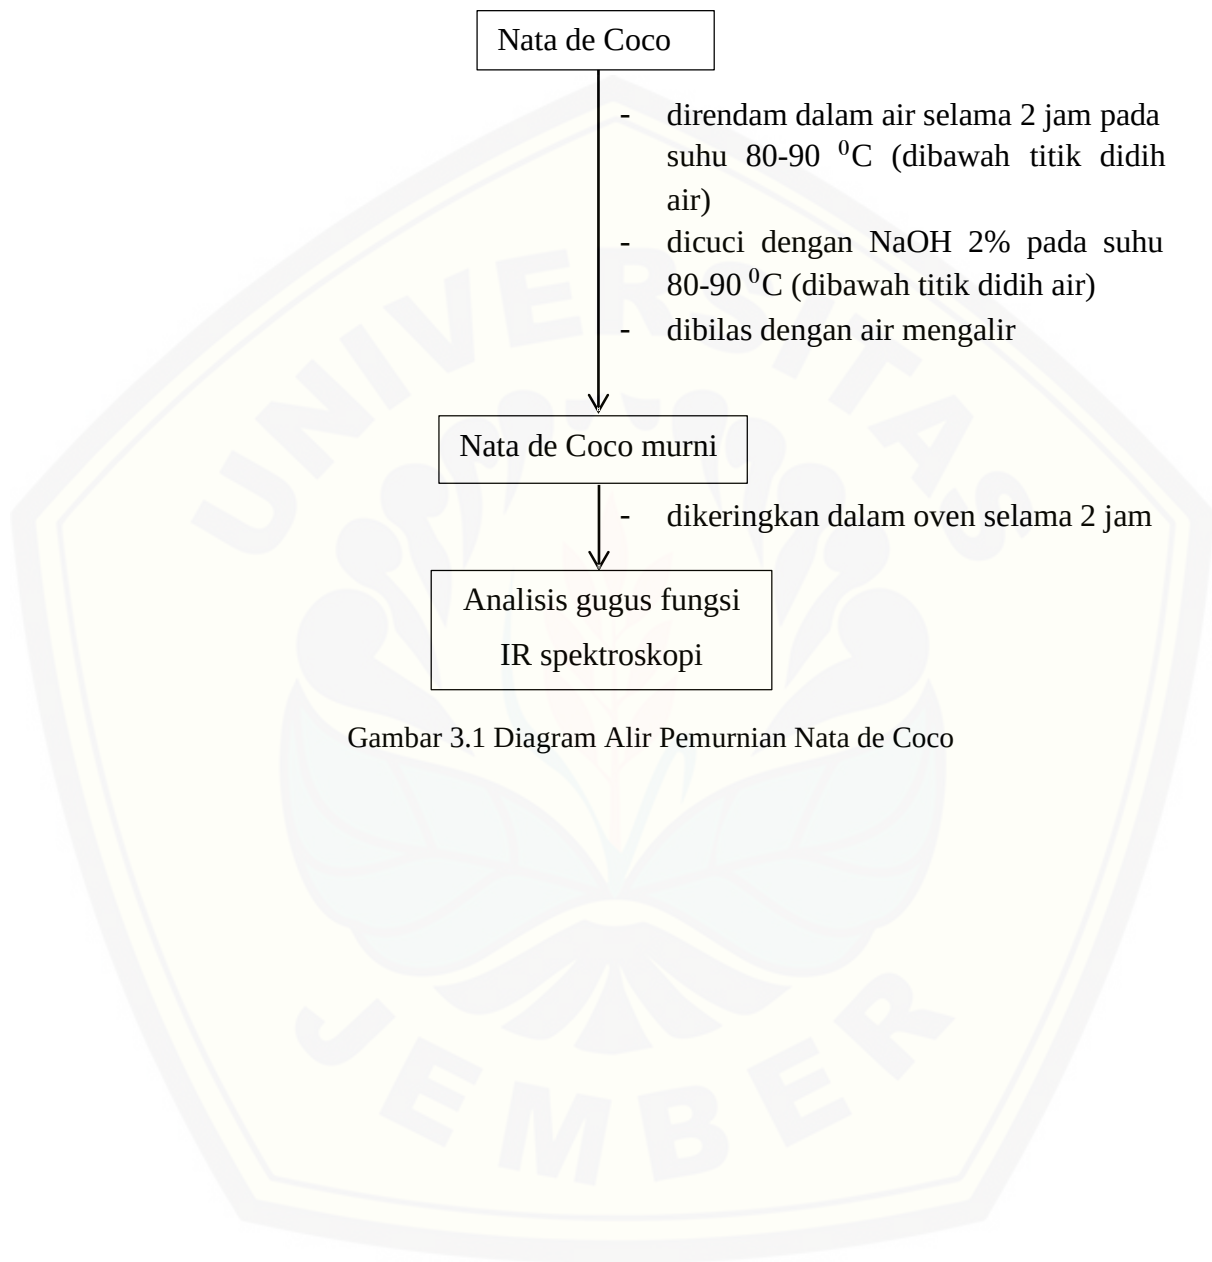 Nata de Coco
- direndam dalam air selama 2 jam pada
suhu 80-90 ⁰C (dibawah titik didih
air)
- dicuci dengan NaOH 2% pada suhu
80-90 ⁰C (dibawah titik didih air)
- dibilas dengan air mengalir
Nata de Coco murni
- dikeringkan dalam oven selama 2 jam
Analisis gugus fungsi
IR spektroskopi
Gambar 3.1 Diagram Alir Pemurnian Nata de Coco
UNIVERSITAS
JEMBER